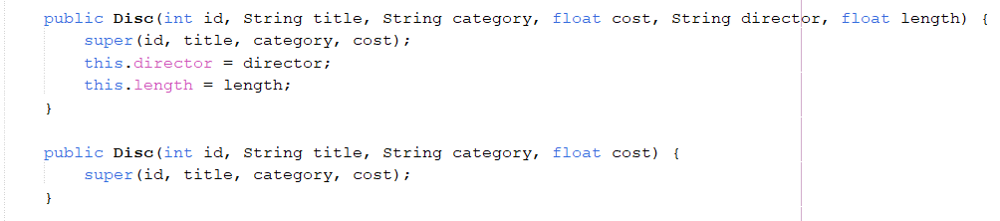 public Disc(int id, String title, String category, float cost, String director, float length) {
super(id, title, category, cost);
this.director = director;
this.length = length;
}
public Disc(int id, String title, String category, float cost) {
super(id, title, category, cost);
}